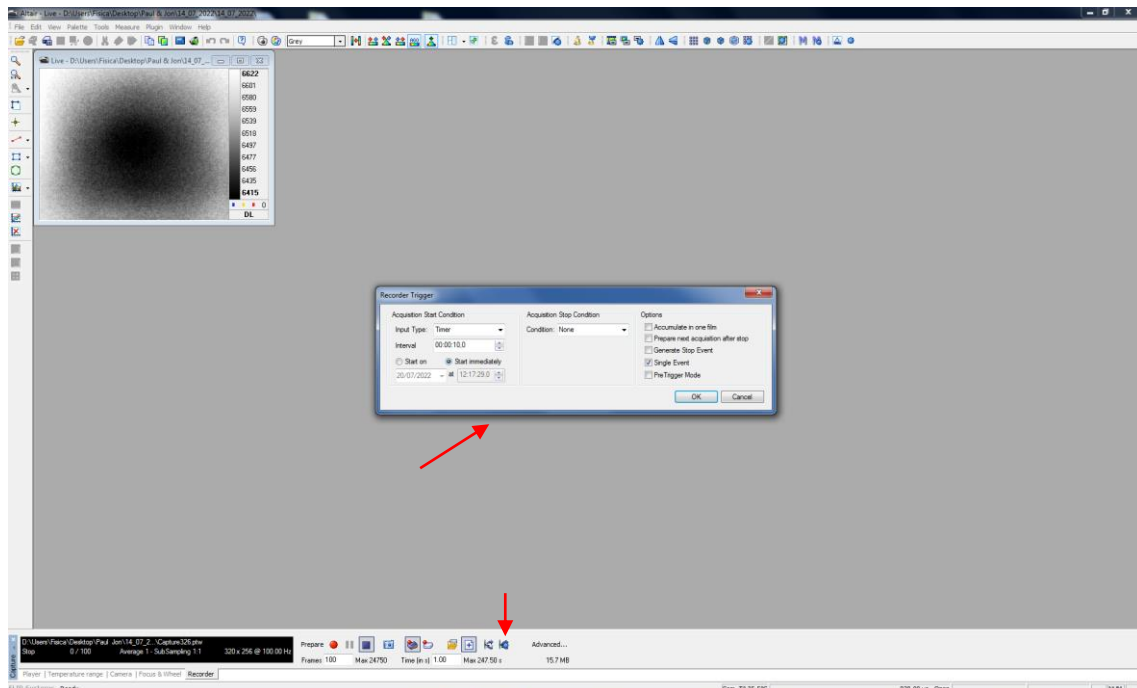 Altair - Live - D:\Users\Fisica\Desktop\Paul & Jon\14_07_2022\14_07_2022\
File Edit View Palette Tools Measure Plugin Window Help
Grey
Live - D:\Users\Fisica\Desktop\Paul & Jon\14_07_...
6622
6601
6580
6559
6539
6518
6497
6477
6456
6435
6415
0
DL
Recorder Trigger
Acquisition Start Condition
Input Type: Timer
Interval 00:00:10,0
Start on Start immediately
20/07/2022 at 12:17:29,0
Acquisition Stop Condition
Condition: None
Options
Accumulate in one film
Prepare next acquisition after stop
Generate Stop Event
Single Event
PreTrigger Mode
OK Cancel
D:\Users\Fisica\Desktop\Paul Jon\14_07_2...\Capture326.ptw
Stop 0 / 100 Average 1 - SubSampling 1:1 320 x 256 @ 100.00 Hz
Prepare Advanced...
Frames 100 Max 24750 Time (in s) 1.00 Max 247.50 s 15.7 MB
Capture
Player | Temperature range | Camera | Focus & Wheel | Recorder